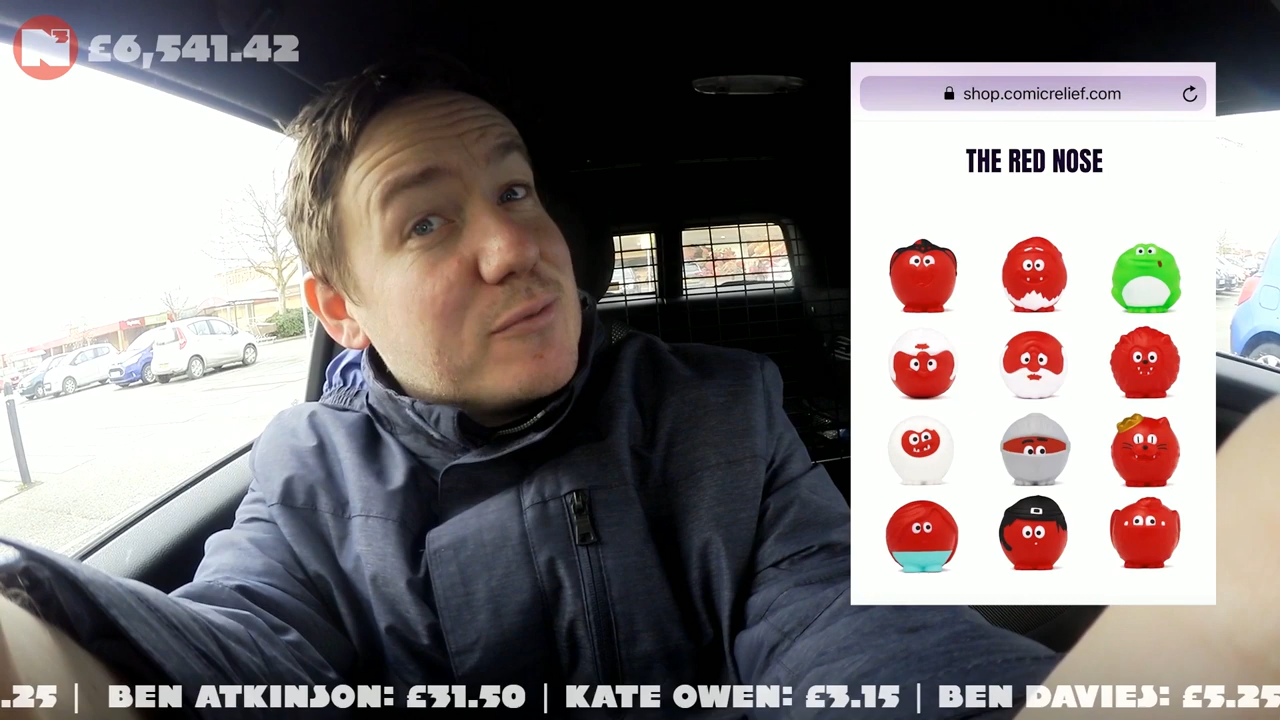 N3 £6,541.42
shop.comicrelief.com
THE RED NOSE
.25 | BEN ATKINSON: £31.50 | KATE OWEN: £3.15 | BEN DAVIES: £5.25